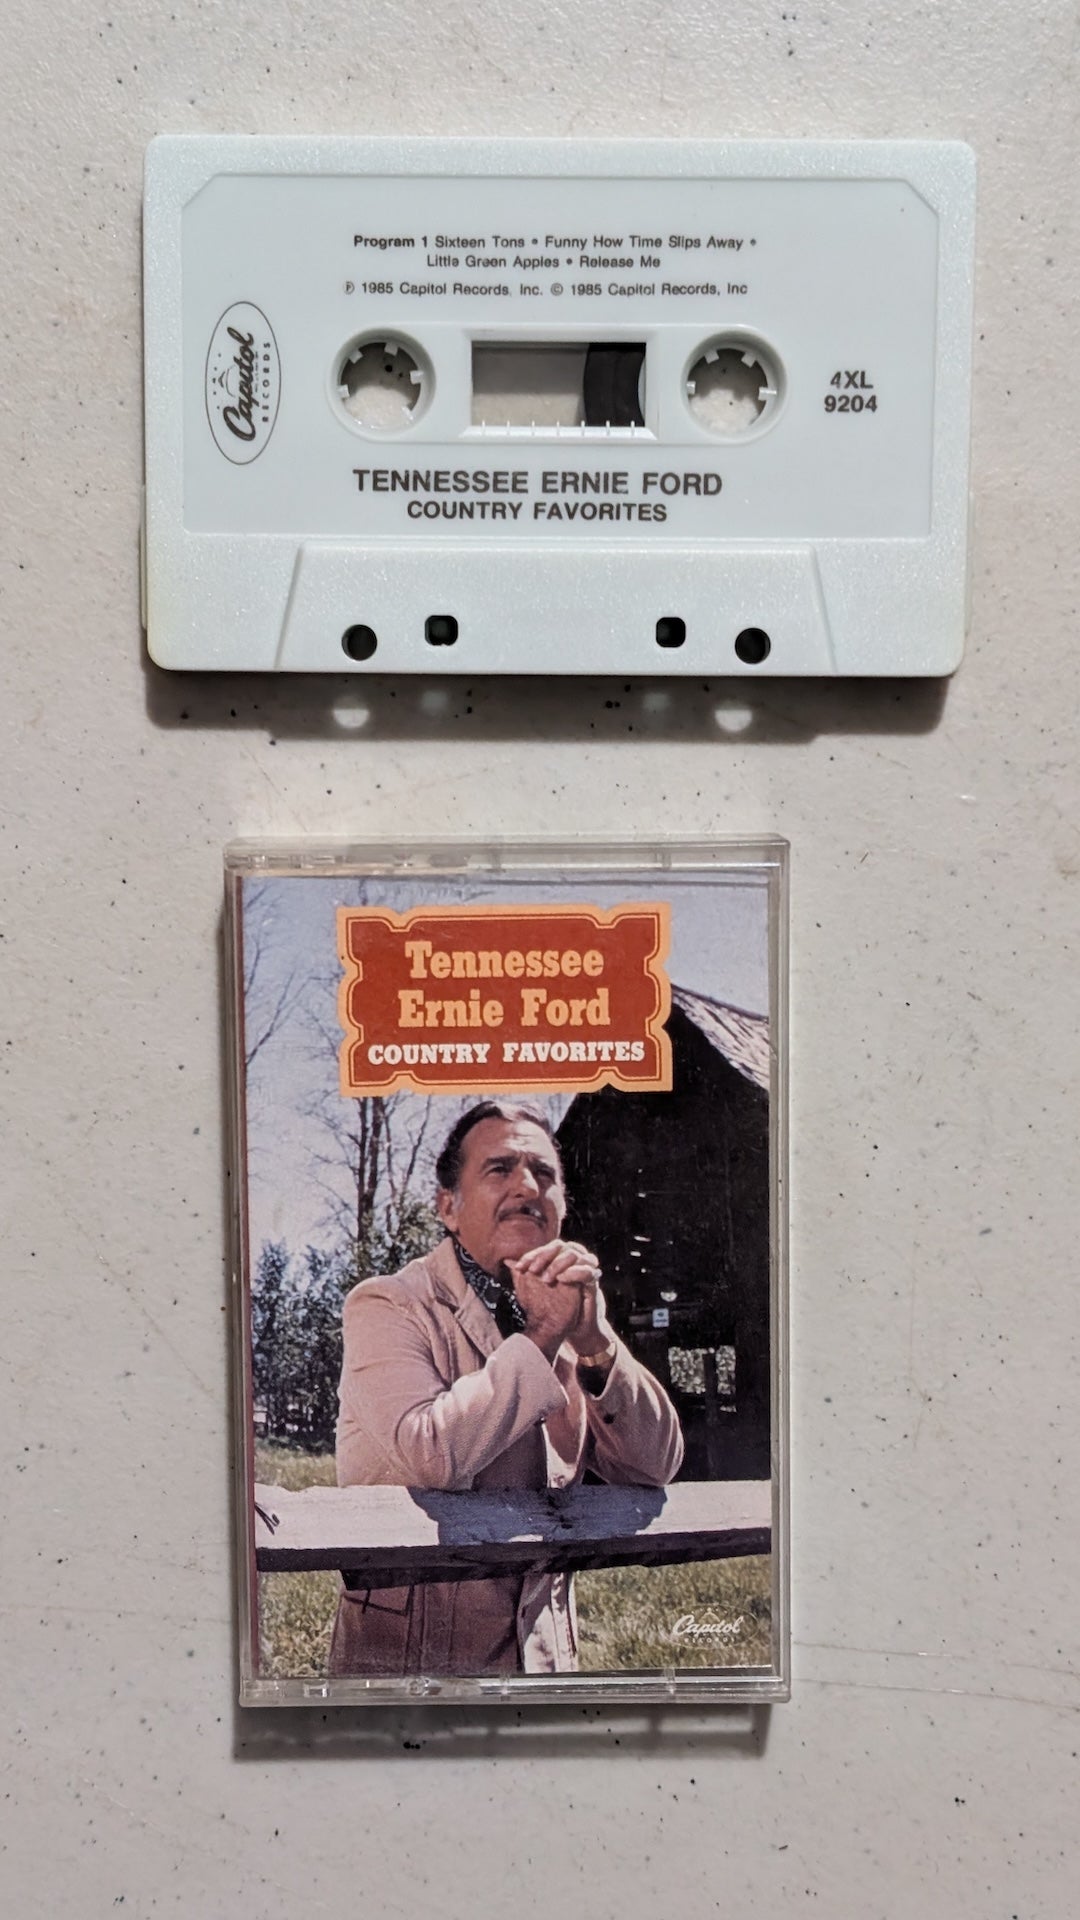 Program 1 Sixteen Tons • Funny How Time Slips Away •
Little Green Apples • Release Me
℗ 1985 Capitol Records, Inc. © 1985 Capitol Records, Inc
Capitol
RECORDS
4XL
9204
TENNESSEE ERNIE FORD
COUNTRY FAVORITES
Tennessee
Ernie Ford
COUNTRY FAVORITES
Capitol
RECORDS